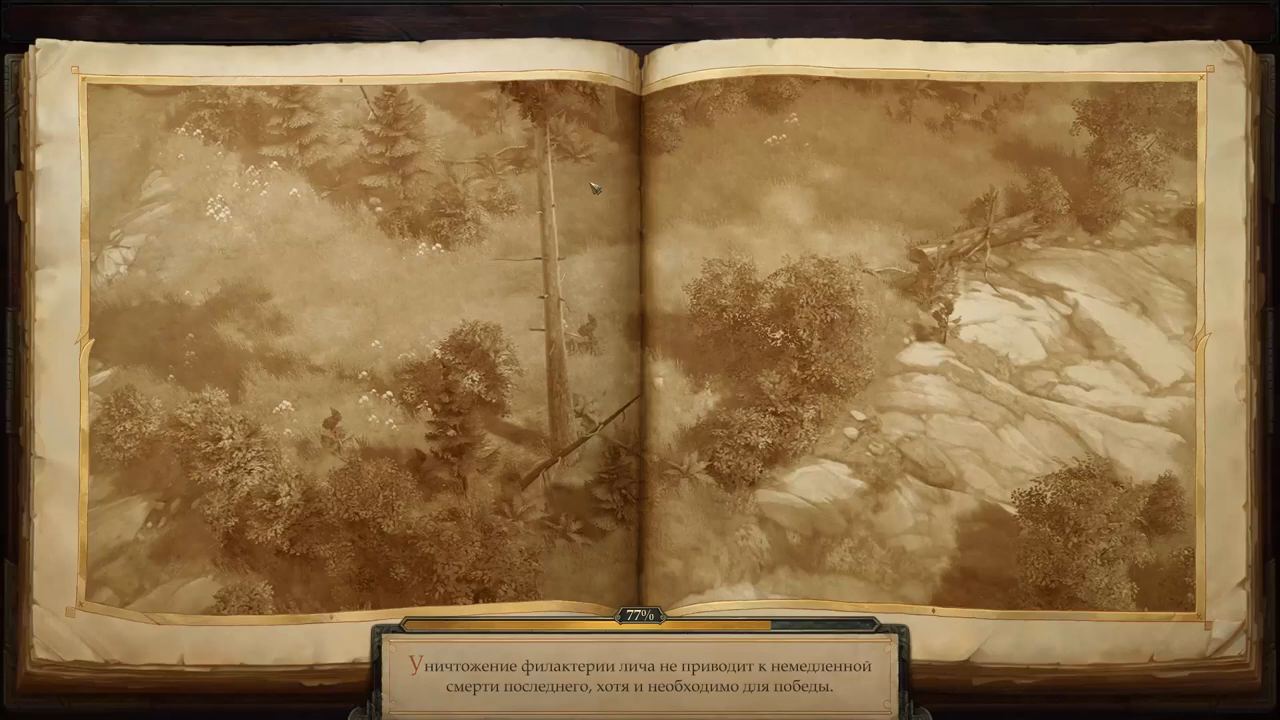 77%
Уничтожение филактерии лича не приводит к немедленной
смерти последнего, хотя и необходимо для победы.